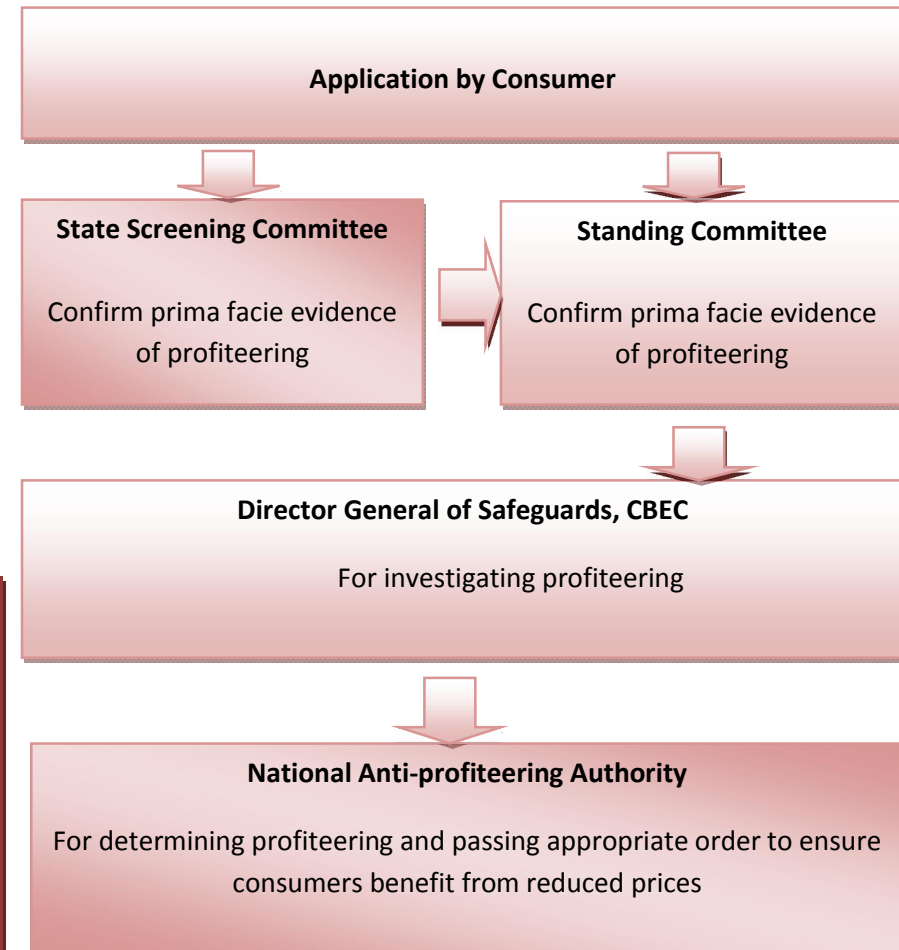 Application by Consumer
State Screening Committee
Confirm prima facie evidence
of profiteering
Standing Committee
Confirm prima facie evidence
of profiteering
Director General of Safeguards, CBEC
For investigating profiteering
National Anti-profiteering Authority
For determining profiteering and passing appropriate order to ensure
consumers benefit from reduced prices